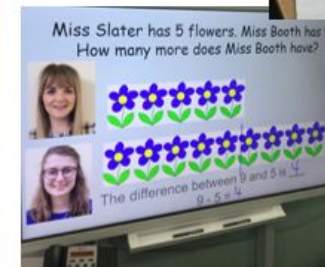 Miss Slater has 5 flowers. Miss Booth has
How many more does Miss Booth have?
The difference between 9 and 5 is 4
9 - 5 = 4